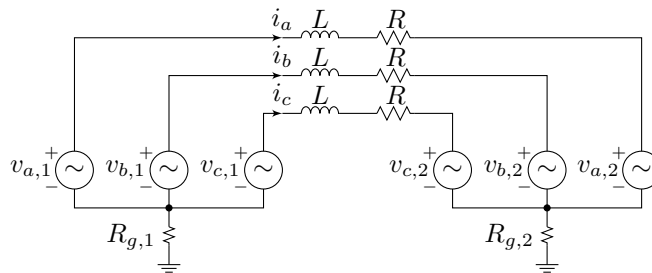 i_a L R
i_b L R
i_c L R
+ + + + + +
v_{a,1} v_{b,1} v_{c,1} v_{c,2} v_{b,2} v_{a,2}
− − − − − −
R_{g,1} R_{g,2}